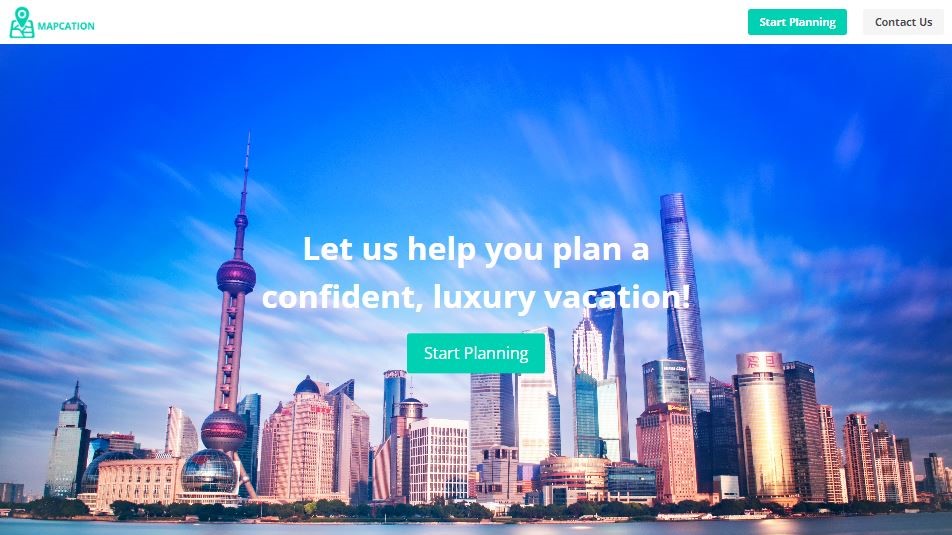 MAPCATION
Start Planning
Contact Us
Let us help you plan a
confident, luxury vacation!
Start Planning